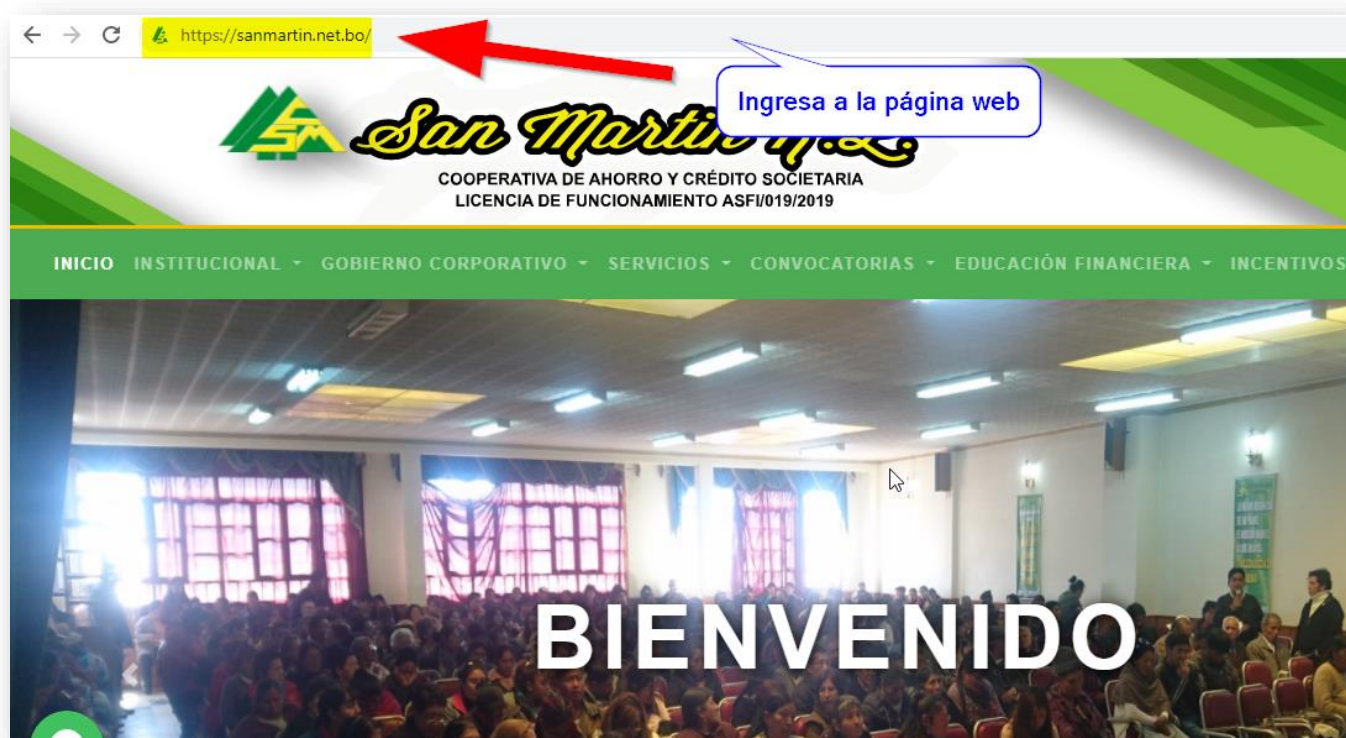 https://sanmartin.net.bo/
Ingresa a la página web
San Martin R.L.
COOPERATIVA DE AHORRO Y CRÉDITO SOCIETARIA
LICENCIA DE FUNCIONAMIENTO ASFI/019/2019
INICIO INSTITUCIONAL GOBIERNO CORPORATIVO SERVICIOS CONVOCATORIAS EDUCACIÓN FINANCIERA INCENTIVOS
BIENVENIDO